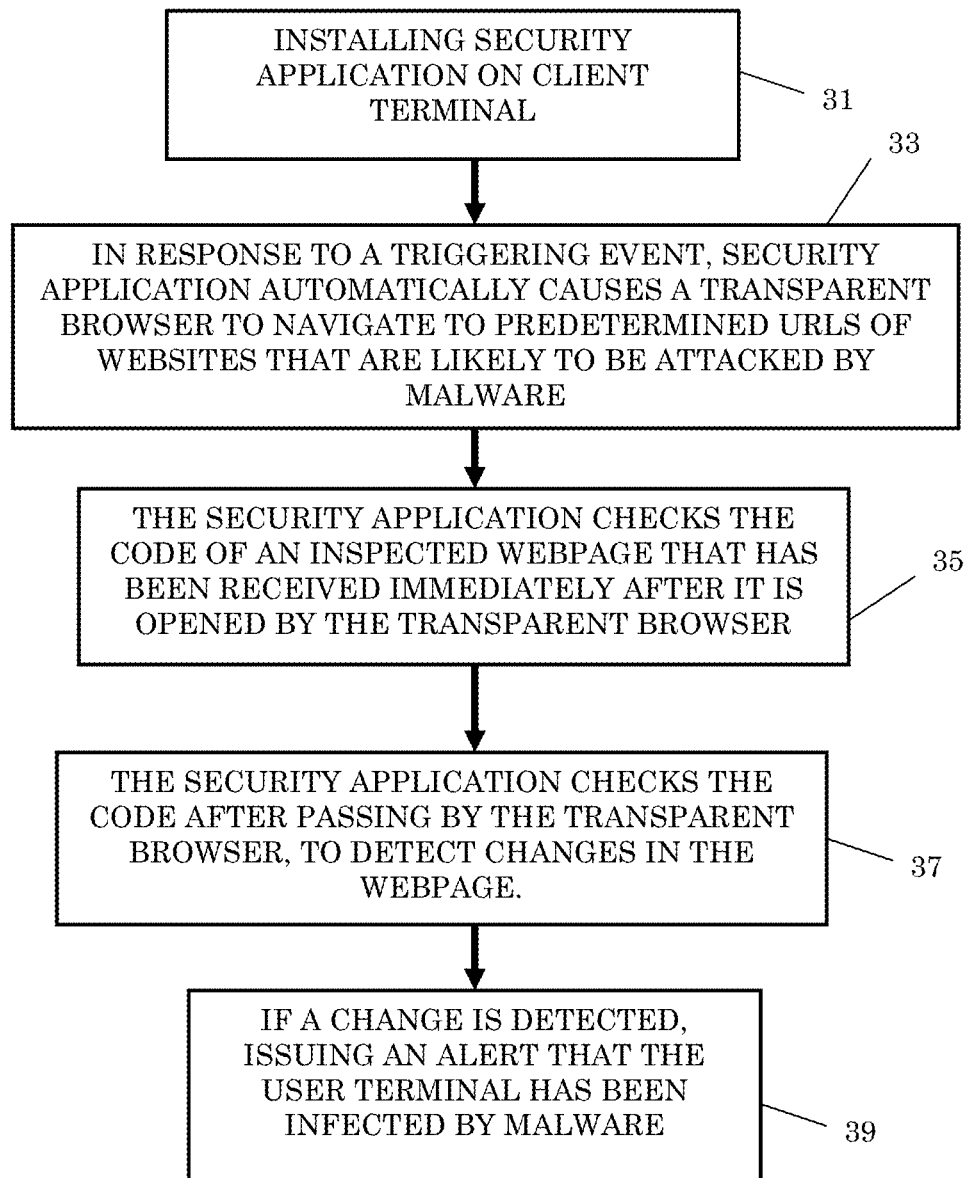 INSTALLING SECURITY
APPLICATION ON CLIENT
TERMINAL
31
33
IN RESPONSE TO A TRIGGERING EVENT, SECURITY
APPLICATION AUTOMATICALLY CAUSES A TRANSPARENT
BROWSER TO NAVIGATE TO PREDETERMINED URLS OF
WEBSITES THAT ARE LIKELY TO BE ATTACKED BY
MALWARE
THE SECURITY APPLICATION CHECKS THE
CODE OF AN INSPECTED WEBPAGE THAT HAS
BEEN RECEIVED IMMEDIATELY AFTER IT IS
OPENED BY THE TRANSPARENT BROWSER
35
THE SECURITY APPLICATION CHECKS THE
CODE AFTER PASSING BY THE TRANSPARENT
BROWSER, TO DETECT CHANGES IN THE
WEBPAGE.
37
IF A CHANGE IS DETECTED,
ISSUING AN ALERT THAT THE
USER TERMINAL HAS BEEN
INFECTED BY MALWARE
39